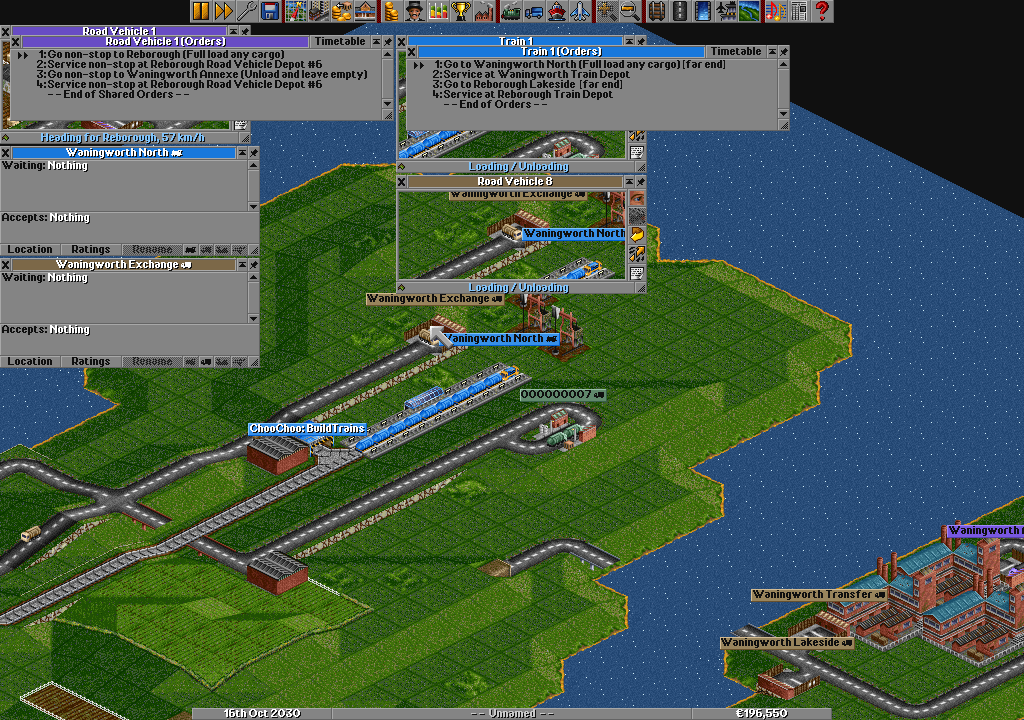 Road Vehicle 1
Road Vehicle 1 (Orders)
Timetable
1: Go non-stop to Reborough (Full load any cargo)
2: Service non-stop at Reborough Road Vehicle Depot #6
3: Go non-stop to Waningworth Annexe (Unload and leave empty)
4: Service non-stop at Reborough Road Vehicle Depot #6
- - End of Shared Orders - -
Heading for Reborough, 57 km/h
Train 1
Train 1 (Orders)
Timetable
1: Go to Waningworth North (Full load any cargo) [far end]
2: Service at Waningworth Train Depot
3: Go to Reborough Lakeside [far end]
4: Service at Reborough Train Depot
- - End of Orders - -
Loading / Unloading
Waningworth North
Waiting: Nothing
Accepts: Nothing
Location
Ratings
Rename
Road Vehicle 8
Waningworth Exchange
Waningworth North
Loading / Unloading
Waningworth Exchange
Waiting: Nothing
Accepts: Nothing
Location
Ratings
Rename
Waningworth Exchange
Waningworth North
000000007
ChooChoo: BuildTrains
Waningworth
Waningworth Transfer
Waningworth Lakeside
16th Oct 2030
- - Unnamed - -
€196,550